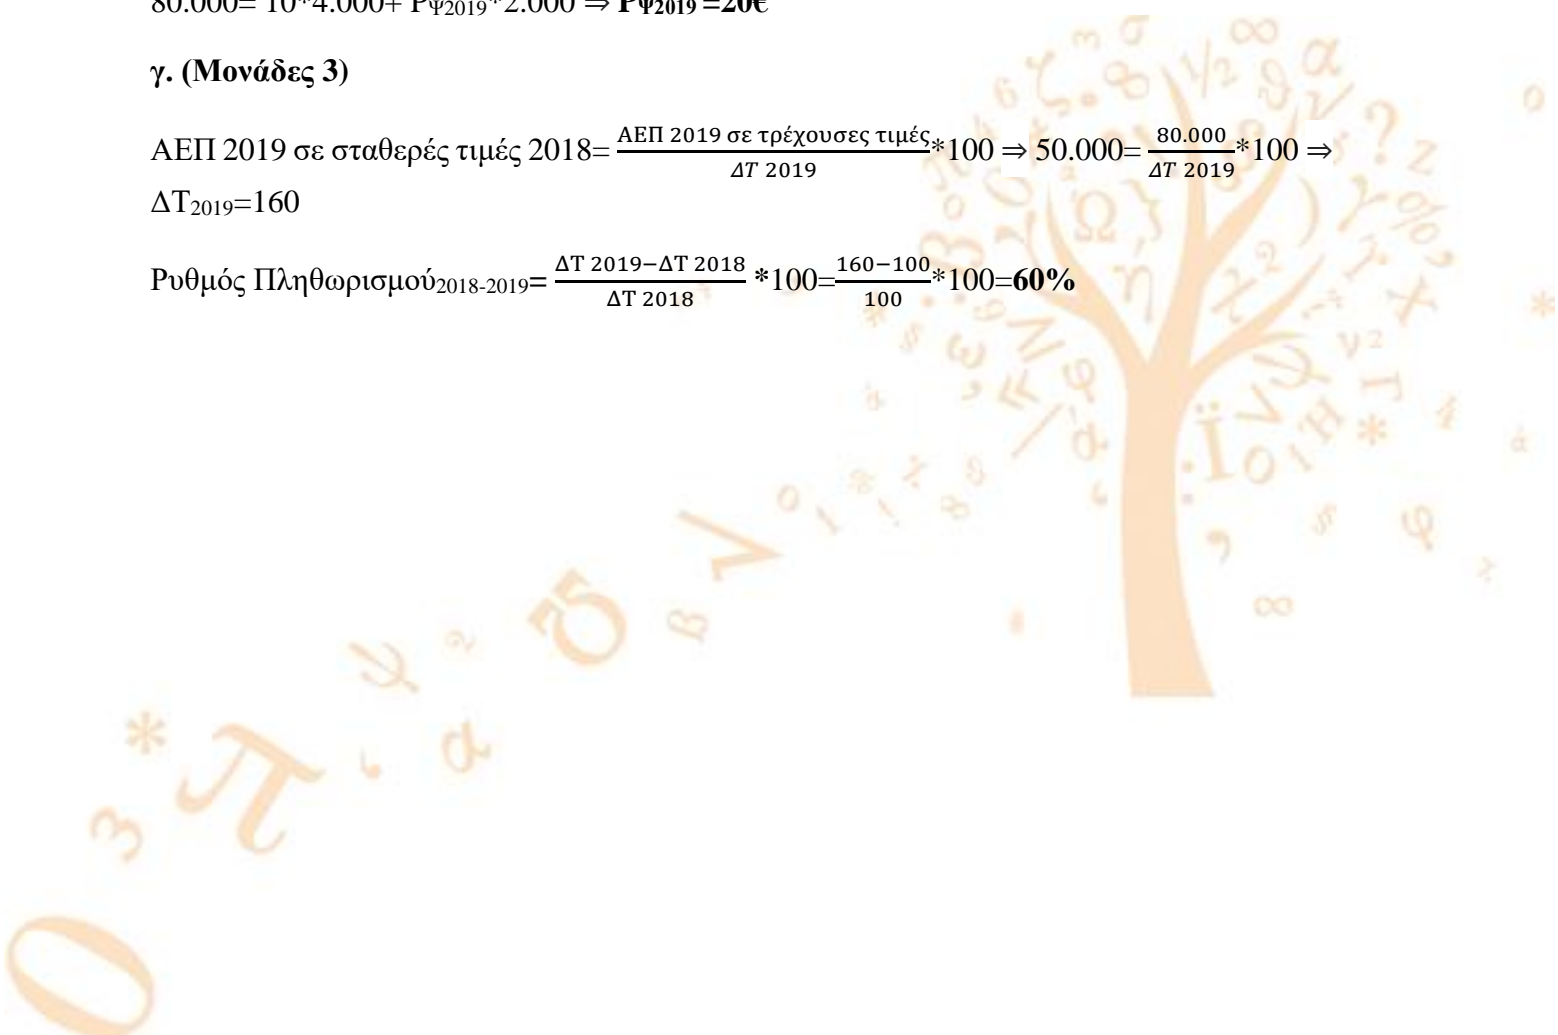 80.000= 10*4.000+ PΨ2019*2.000 ⇒ PΨ2019 =20€
γ. (Μονάδες 3)
ΑΕΠ 2019 σε σταθερές τιμές 2018= ΑΕΠ 2019 σε τρέχουσες τιμές/ΔΤ 2019*100 ⇒ 50.000= 80.000/ΔΤ 2019*100 ⇒
ΔΤ2019=160
Ρυθμός Πληθωρισμού2018-2019= ΔΤ 2019−ΔΤ 2018/ΔΤ 2018 *100=160−100/100*100=60%